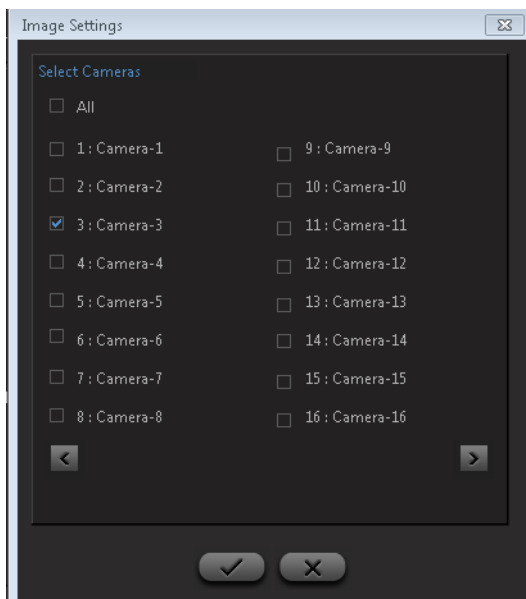 Image Settings
Select Cameras
All
1 : Camera-1
2 : Camera-2
3 : Camera-3
4 : Camera-4
5 : Camera-5
6 : Camera-6
7 : Camera-7
8 : Camera-8
9 : Camera-9
10 : Camera-10
11 : Camera-11
12 : Camera-12
13 : Camera-13
14 : Camera-14
15 : Camera-15
16 : Camera-16